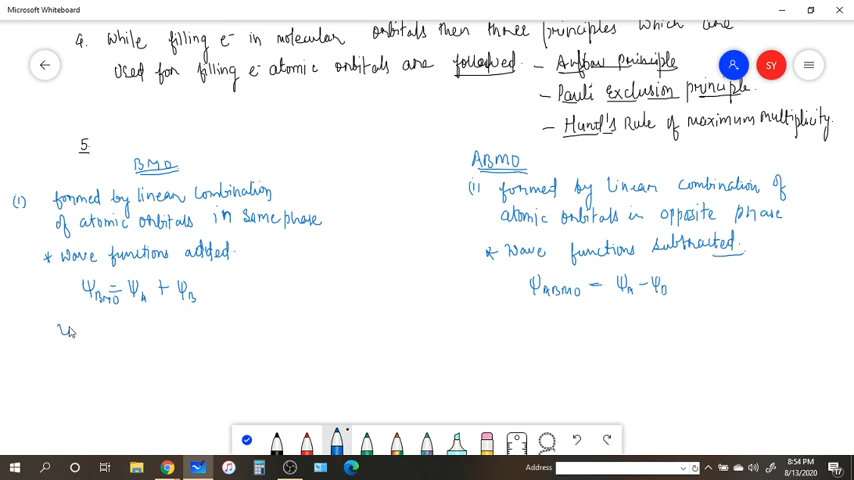 Microsoft Whiteboard
4. While filling e- in molecular orbitals then three principles which are
used for filling e- atomic orbitals are followed. - Aufbau principle
- Pauli Exclusion principle.
- Hund's Rule of maximum multiplicity.
SY
5.
BMO
(1) formed by linear combination
of atomic orbitals in same phase
* Wave functions added.
ΨBMO = ΨA + ΨB
ABMO
(1) formed by linear combination of
atomic orbitals in opposite phase
* Wave functions subtracted.
ΨABMO = ΨA - ΨB
Address
8:54 PM
8/13/2020